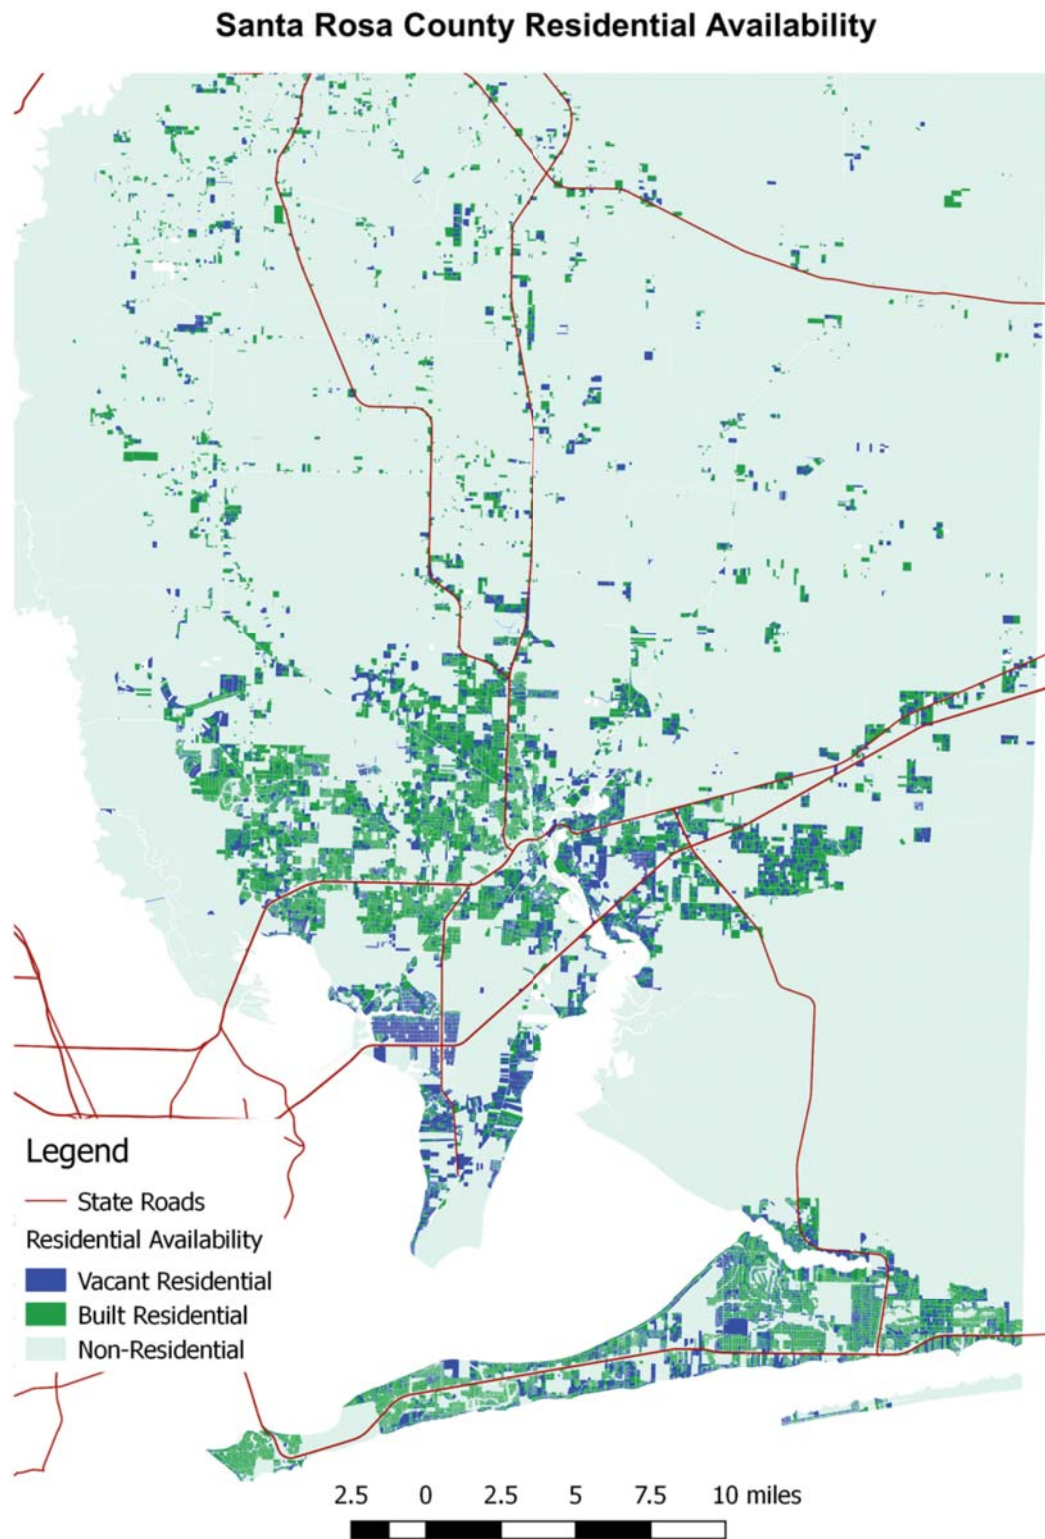 Santa Rosa County Residential Availability
Legend
State Roads
Residential Availability
Vacant Residential
Built Residential
Non-Residential
2.5 0 2.5 5 7.5 10 miles